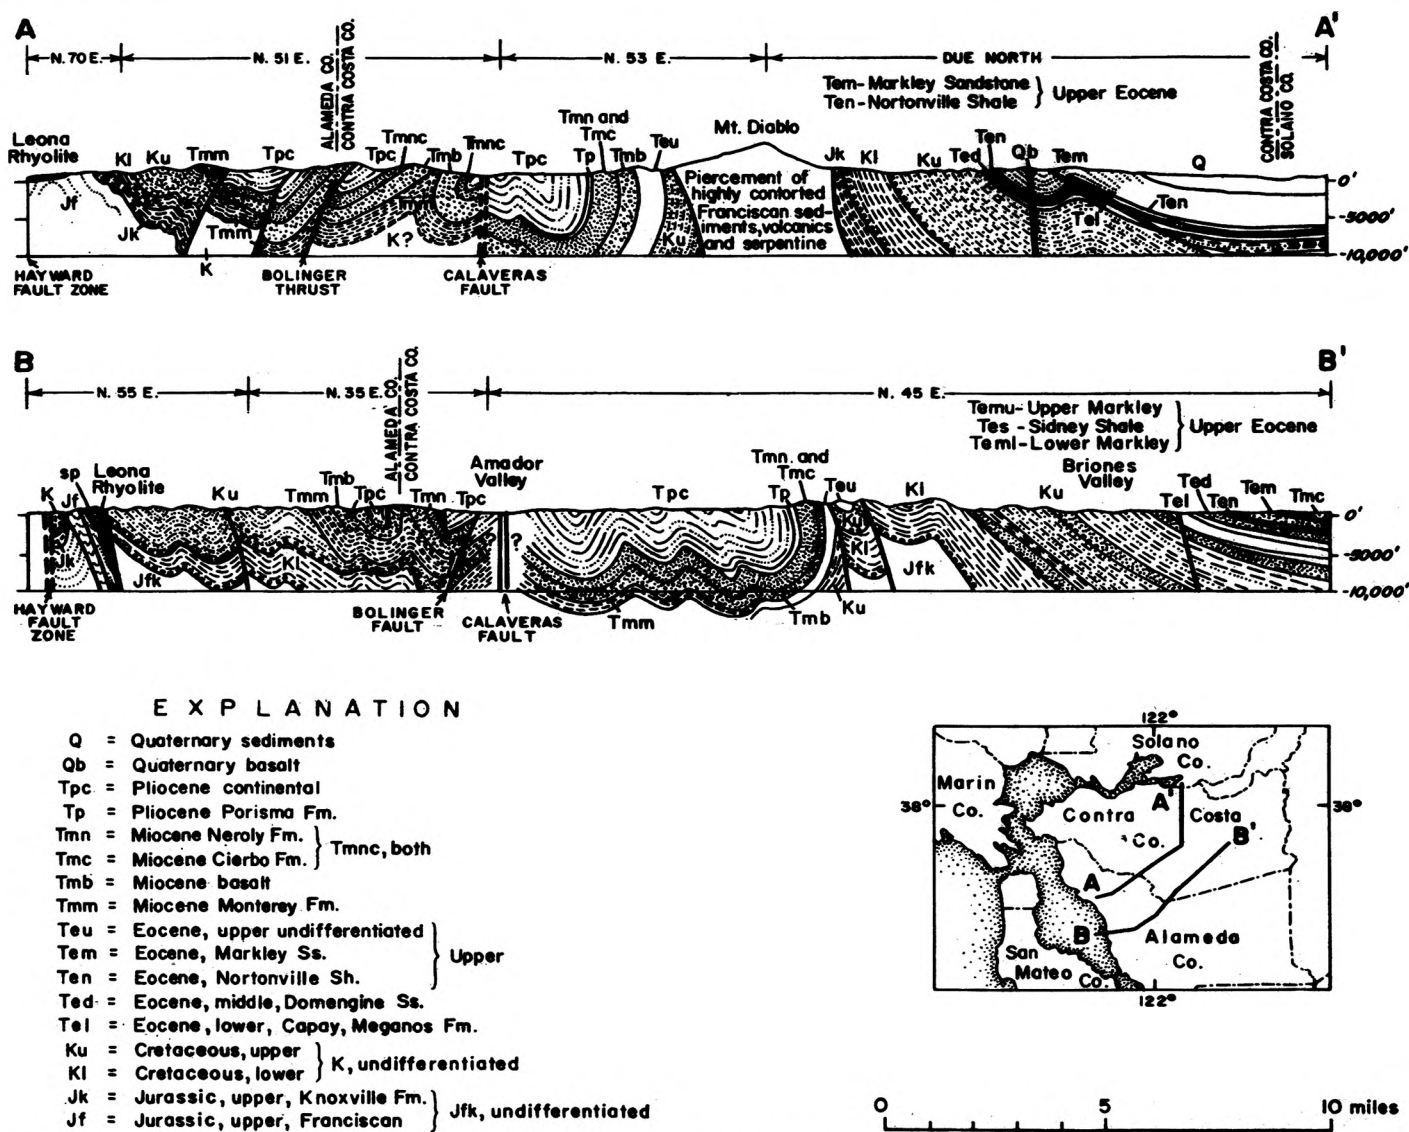 A A'
N. 70 E. N. 51 E. N. 53 E. DUE NORTH
ALAMEDA CO.
CONTRA COSTA CO.
CONTRA COSTA CO.
SOLANO CO.
Tem-Markley Sandstone
Ten-Nortonville Shale } Upper Eocene
Leona Rhyolite Kl Ku Tmm Tpc Tpc Tmnc Tmb Tmnc Tpc Tmn and Tmc Tp Tmb Teu Mt. Diablo Jk Kl Ku Ted Ten Qb Tem Q
Jf Jk K Tmm K? Tmm Ku Tel Ten
Piercement of
highly contorted
Franciscan sed-
iments, volcanics
and serpentine
0'
-5000'
-10,000'
HAYWARD FAULT ZONE
BOLINGER THRUST
CALAVERAS FAULT
B B'
N. 55 E. N. 35 E. N. 45 E.
ALAMEDA CO.
CONTRA COSTA CO.
Temu-Upper Markley
Tes-Sidney Shale
Teml-Lower Markley } Upper Eocene
K Jf sp Leona Rhyolite Ku Tmm Tmb Tpc Tmn Tpc Amador Valley Tpc Tmn. and Tmc Tp Teu Kl Ku Briones Valley Tel Ted Ten Tem Tmc
Jk Jfk Kl ? Ku Kl Jfk
0'
-5000'
-10,000'
HAYWARD FAULT ZONE
BOLINGER FAULT
CALAVERAS FAULT
Tmm Tmb Ku
EXPLANATION
Q = Quaternary sediments
Qb = Quaternary basalt
Tpc = Pliocene continental
Tp = Pliocene Porisma Fm.
Tmn = Miocene Neroly Fm.
Tmc = Miocene Cierbo Fm. } Tmnc, both
Tmb = Miocene basalt
Tmm = Miocene Monterey Fm.
Teu = Eocene, upper undifferentiated
Tem = Eocene, Markley Ss.
Ten = Eocene, Nortonville Sh. } Upper
Ted = Eocene, middle, Domengine Ss.
Tel = Eocene, lower, Capay, Meganos Fm.
Ku = Cretaceous, upper
Kl = Cretaceous, lower } K, undifferentiated
Jk = Jurassic, upper, Knoxville Fm.
Jf = Jurassic, upper, Franciscan } Jfk, undifferentiated
122°
Solano Co.
Marin Co.
38° 38°
Contra Costa Co.
A' A
B' B
Alameda Co.
San Mateo Co.
122°
0 5 10 miles